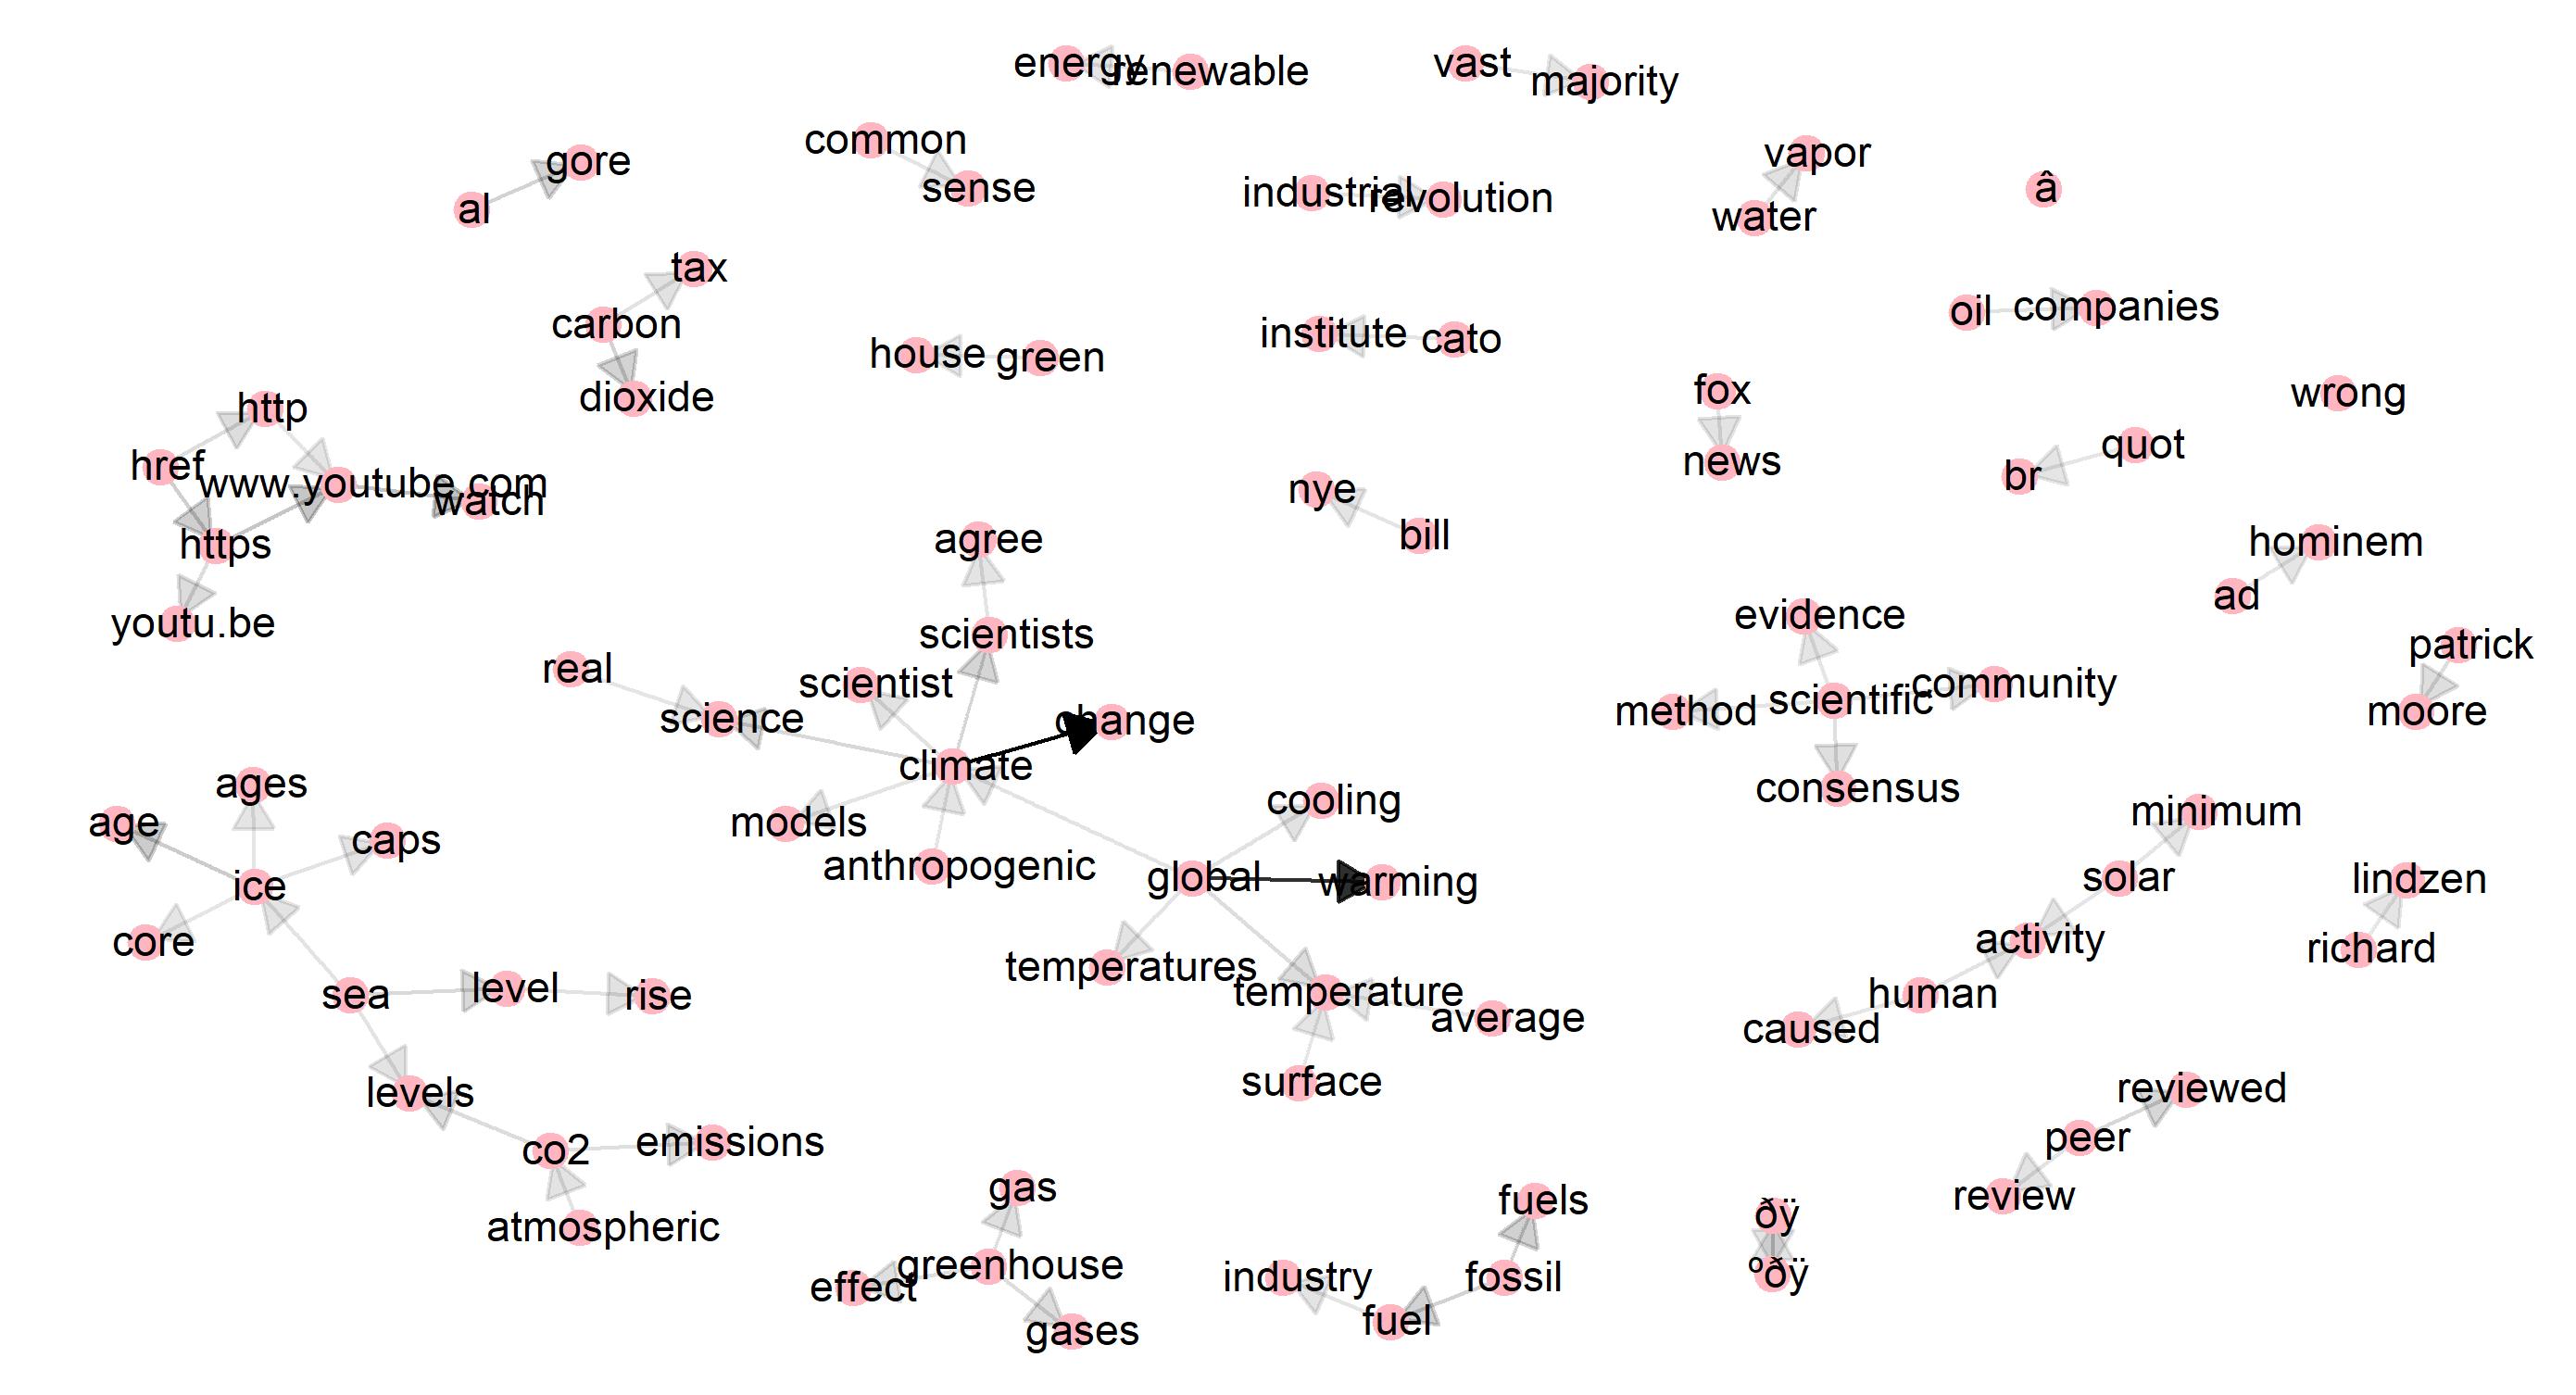 energy
renewable
vast
majority
common
sense
gore
al
vapor
water
industrial
revolution
â
tax
carbon
dioxide
house
green
institute
cato
oil
companies
http
href
www.youtube.com
watch
https
youtu.be
fox
news
wrong
quot
br
nye
bill
agree
scientists
scientist
real
science
change
climate
models
anthropogenic
hominem
ad
evidence
community
scientific
method
consensus
patrick
moore
ages
age
caps
ice
core
sea
level
rise
levels
co2
emissions
atmospheric
cooling
global
warming
temperatures
temperature
average
surface
minimum
solar
activity
human
caused
lindzen
richard
reviewed
peer
review
gas
greenhouse
effect
gases
fuels
fossil
industry
fuel
ðÿ
ºðÿ